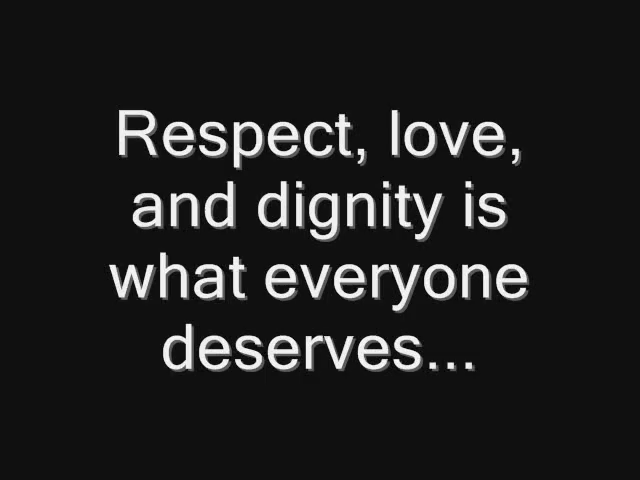 Respect, love,
and dignity is
what everyone
deserves...